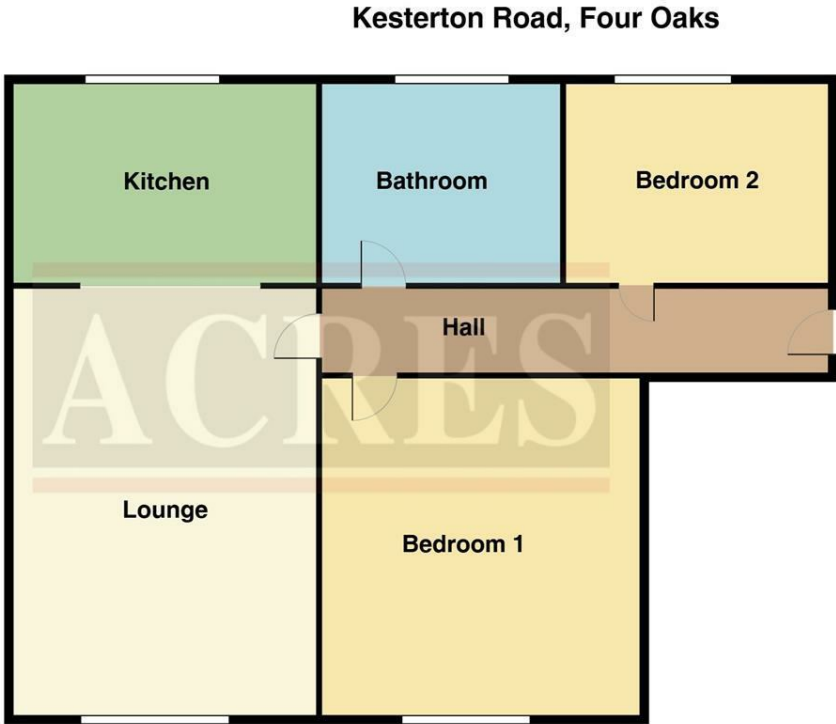 Kesterton Road, Four Oaks
Kitchen
Bathroom
Bedroom 2
Hall
ACRES
Lounge
Bedroom 1